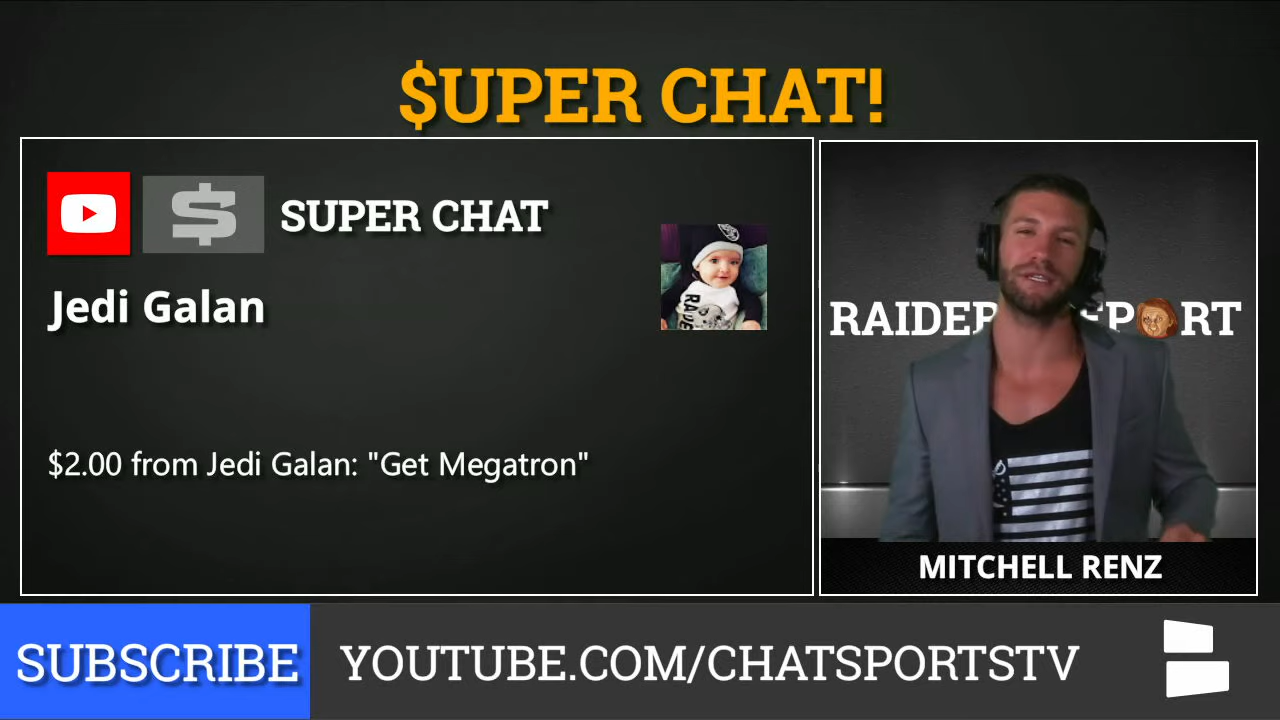 $UPER CHAT!
SUPER CHAT
Jedi Galan
$2.00 from Jedi Galan: "Get Megatron"
MITCHELL RENZ
SUBSCRIBE
YOUTUBE.COM/CHATSPORTSTV